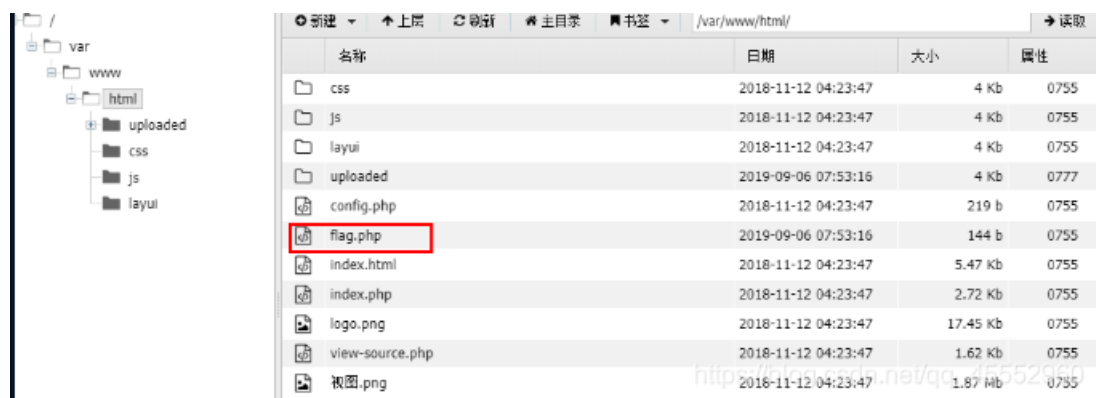 /
var
www
html
uploaded
css
js
layui
新建 上层 刷新 主目录 书签 /var/www/html/ 读取
名称 日期 大小 属性
css 2018-11-12 04:23:47 4 Kb 0755
js 2018-11-12 04:23:47 4 Kb 0755
layui 2018-11-12 04:23:47 4 Kb 0755
uploaded 2019-09-06 07:53:16 4 Kb 0777
config.php 2018-11-12 04:23:47 219 b 0755
flag.php 2019-09-06 07:53:16 144 b 0755
index.html 2018-11-12 04:23:47 5.47 Kb 0755
index.php 2018-11-12 04:23:47 2.72 Kb 0755
logo.png 2018-11-12 04:23:47 17.45 Kb 0755
view-source.php 2018-11-12 04:23:47 1.62 Kb 0755
视图.png 2018-11-12 04:23:47 1.87 Mb 0755
https://blog.csdn.net/qq_45552960